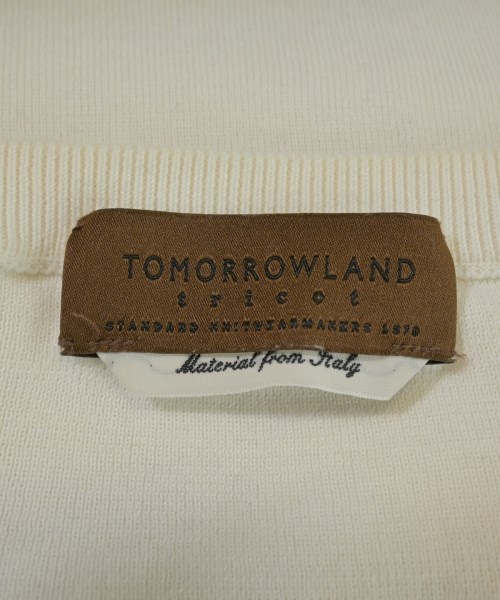 TOMORROWLAND
tricot
STANDARD KNITWEARMAKERS 1978
Material from Italy